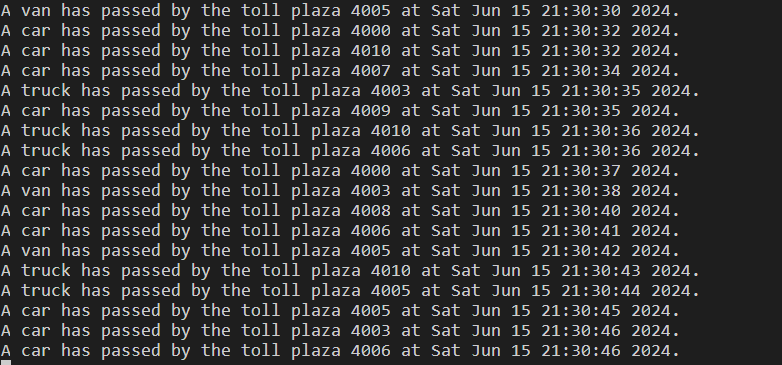 A van has passed by the toll plaza 4005 at Sat Jun 15 21:30:30 2024.
A car has passed by the toll plaza 4000 at Sat Jun 15 21:30:32 2024.
A car has passed by the toll plaza 4010 at Sat Jun 15 21:30:32 2024.
A car has passed by the toll plaza 4007 at Sat Jun 15 21:30:34 2024.
A truck has passed by the toll plaza 4003 at Sat Jun 15 21:30:35 2024.
A car has passed by the toll plaza 4009 at Sat Jun 15 21:30:35 2024.
A truck has passed by the toll plaza 4010 at Sat Jun 15 21:30:36 2024.
A truck has passed by the toll plaza 4006 at Sat Jun 15 21:30:36 2024.
A car has passed by the toll plaza 4000 at Sat Jun 15 21:30:37 2024.
A van has passed by the toll plaza 4003 at Sat Jun 15 21:30:38 2024.
A car has passed by the toll plaza 4008 at Sat Jun 15 21:30:40 2024.
A car has passed by the toll plaza 4006 at Sat Jun 15 21:30:41 2024.
A van has passed by the toll plaza 4005 at Sat Jun 15 21:30:42 2024.
A truck has passed by the toll plaza 4010 at Sat Jun 15 21:30:43 2024.
A truck has passed by the toll plaza 4005 at Sat Jun 15 21:30:44 2024.
A car has passed by the toll plaza 4005 at Sat Jun 15 21:30:45 2024.
A car has passed by the toll plaza 4003 at Sat Jun 15 21:30:46 2024.
A car has passed by the toll plaza 4006 at Sat Jun 15 21:30:46 2024.